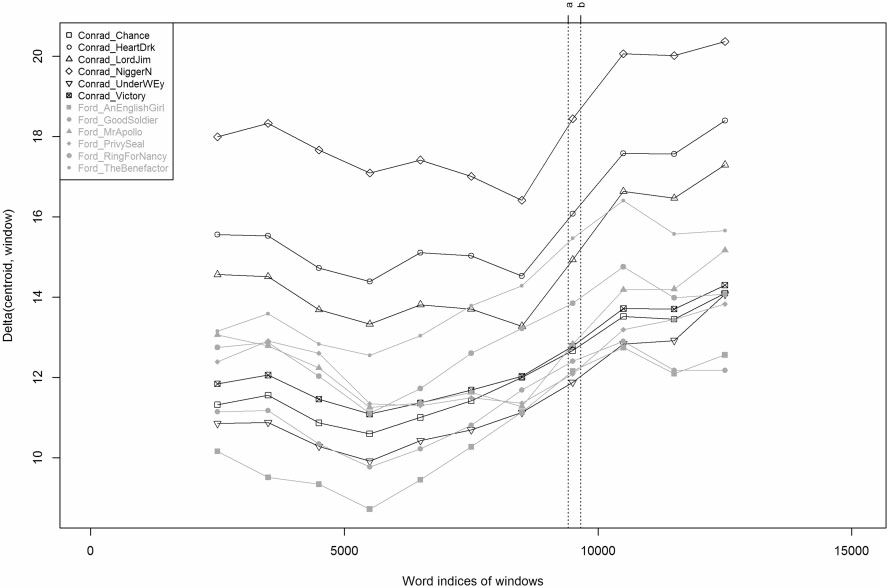 a b
Conrad_Chance
Conrad_HeartDrk
Conrad_LordJim
Conrad_NiggerN
Conrad_UnderWEy
Conrad_Victory
Ford_AnEnglishGirl
Ford_GoodSoldier
Ford_MrApollo
Ford_PrivySeal
Ford_RingForNancy
Ford_TheBenefactor
Delta(centroid, window)
20
18
16
14
12
10
0 5000 10000 15000
Word indices of windows